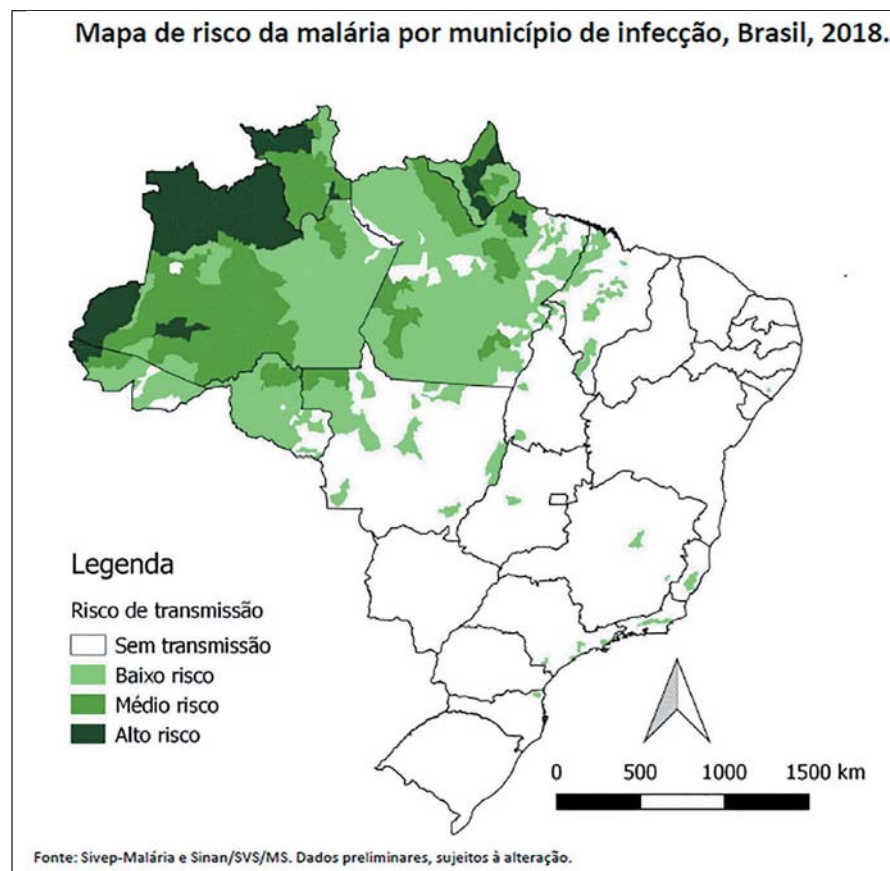 Mapa de risco da malária por município de infecção, Brasil, 2018.
Legenda
Risco de transmissão
Sem transmissão
Baixo risco
Médio risco
Alto risco
0 500 1000 1500 km
Fonte: Sivep-Malária e Sinan/SVS/MS. Dados preliminares, sujeitos à alteração.